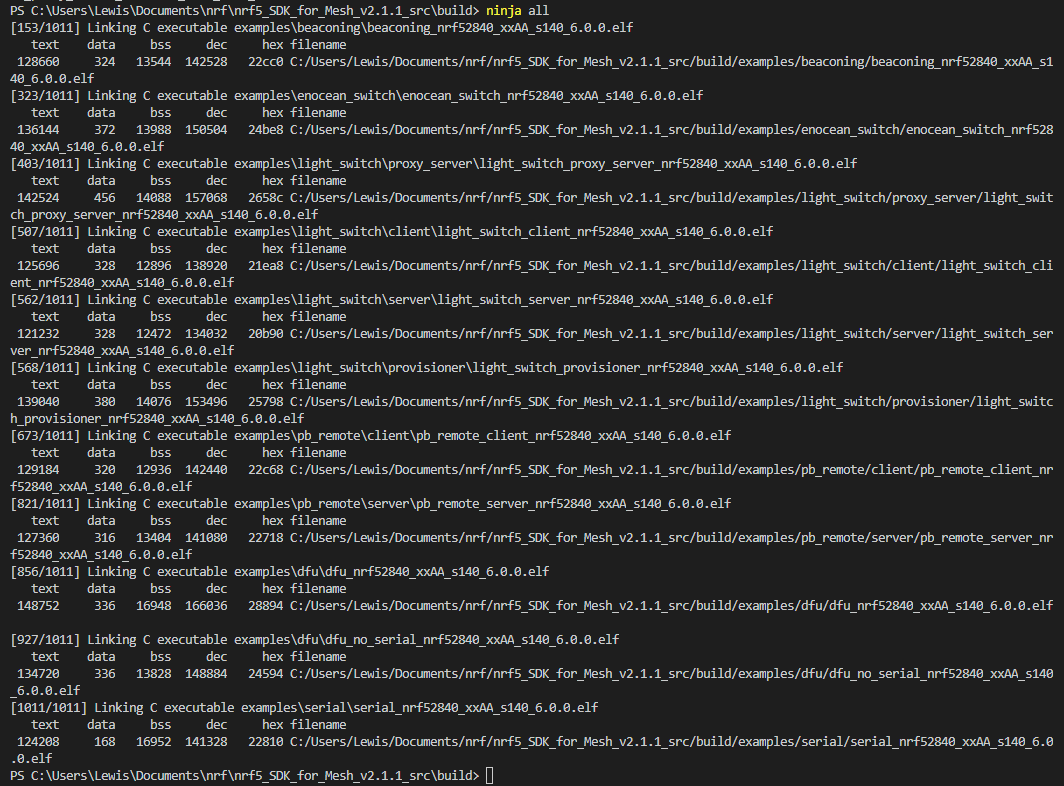 PS C:\Users\Lewis\Documents\nrf\nrf5_SDK_for_Mesh_v2.1.1_src\build> ninja all
[153/1011] Linking C executable examples\beaconing\beaconing_nrf52840_xxAA_s140_6.0.0.elf
   text    data     bss     dec     hex filename
 128660     324   13544  142528   22cc0 C:/Users/Lewis/Documents/nrf/nrf5_SDK_for_Mesh_v2.1.1_src/build/examples/beaconing/beaconing_nrf52840_xxAA_s1
40_6.0.0.elf
[323/1011] Linking C executable examples\enocean_switch\enocean_switch_nrf52840_xxAA_s140_6.0.0.elf
   text    data     bss     dec     hex filename
 136144     372   13988  150504   24be8 C:/Users/Lewis/Documents/nrf/nrf5_SDK_for_Mesh_v2.1.1_src/build/examples/enocean_switch/enocean_switch_nrf528
40_xxAA_s140_6.0.0.elf
[403/1011] Linking C executable examples\light_switch\proxy_server\light_switch_proxy_server_nrf52840_xxAA_s140_6.0.0.elf
   text    data     bss     dec     hex filename
 142524     456   14088  157068   2658c C:/Users/Lewis/Documents/nrf/nrf5_SDK_for_Mesh_v2.1.1_src/build/examples/light_switch/proxy_server/light_swit
ch_proxy_server_nrf52840_xxAA_s140_6.0.0.elf
[507/1011] Linking C executable examples\light_switch\client\light_switch_client_nrf52840_xxAA_s140_6.0.0.elf
   text    data     bss     dec     hex filename
 125696     328   12896  138920   21ea8 C:/Users/Lewis/Documents/nrf/nrf5_SDK_for_Mesh_v2.1.1_src/build/examples/light_switch/client/light_switch_cli
ent_nrf52840_xxAA_s140_6.0.0.elf
[562/1011] Linking C executable examples\light_switch\server\light_switch_server_nrf52840_xxAA_s140_6.0.0.elf
   text    data     bss     dec     hex filename
 121232     328   12472  134032   20b90 C:/Users/Lewis/Documents/nrf/nrf5_SDK_for_Mesh_v2.1.1_src/build/examples/light_switch/server/light_switch_ser
ver_nrf52840_xxAA_s140_6.0.0.elf
[568/1011] Linking C executable examples\light_switch\provisioner\light_switch_provisioner_nrf52840_xxAA_s140_6.0.0.elf
   text    data     bss     dec     hex filename
 139040     380   14076  153496   25798 C:/Users/Lewis/Documents/nrf/nrf5_SDK_for_Mesh_v2.1.1_src/build/examples/light_switch/provisioner/light_switc
h_provisioner_nrf52840_xxAA_s140_6.0.0.elf
[673/1011] Linking C executable examples\pb_remote\client\pb_remote_client_nrf52840_xxAA_s140_6.0.0.elf
   text    data     bss     dec     hex filename
 129184     320   12936  142440   22c68 C:/Users/Lewis/Documents/nrf/nrf5_SDK_for_Mesh_v2.1.1_src/build/examples/pb_remote/client/pb_remote_client_nr
f52840_xxAA_s140_6.0.0.elf
[821/1011] Linking C executable examples\pb_remote\server\pb_remote_server_nrf52840_xxAA_s140_6.0.0.elf
   text    data     bss     dec     hex filename
 127360     316   13404  141080   22718 C:/Users/Lewis/Documents/nrf/nrf5_SDK_for_Mesh_v2.1.1_src/build/examples/pb_remote/server/pb_remote_server_nr
f52840_xxAA_s140_6.0.0.elf
[856/1011] Linking C executable examples\dfu\dfu_nrf52840_xxAA_s140_6.0.0.elf
   text    data     bss     dec     hex filename
 148752     336   16948  166036   28894 C:/Users/Lewis/Documents/nrf/nrf5_SDK_for_Mesh_v2.1.1_src/build/examples/dfu/dfu_nrf52840_xxAA_s140_6.0.0.elf

[927/1011] Linking C executable examples\dfu\dfu_no_serial_nrf52840_xxAA_s140_6.0.0.elf
   text    data     bss     dec     hex filename
 134720     336   13828  148884   24594 C:/Users/Lewis/Documents/nrf/nrf5_SDK_for_Mesh_v2.1.1_src/build/examples/dfu/dfu_no_serial_nrf52840_xxAA_s140
_6.0.0.elf
[1011/1011] Linking C executable examples\serial\serial_nrf52840_xxAA_s140_6.0.0.elf
   text    data     bss     dec     hex filename
 124208     168   16952  141328   22810 C:/Users/Lewis/Documents/nrf/nrf5_SDK_for_Mesh_v2.1.1_src/build/examples/serial/serial_nrf52840_xxAA_s140_6.0
.0.elf
PS C:\Users\Lewis\Documents\nrf\nrf5_SDK_for_Mesh_v2.1.1_src\build>